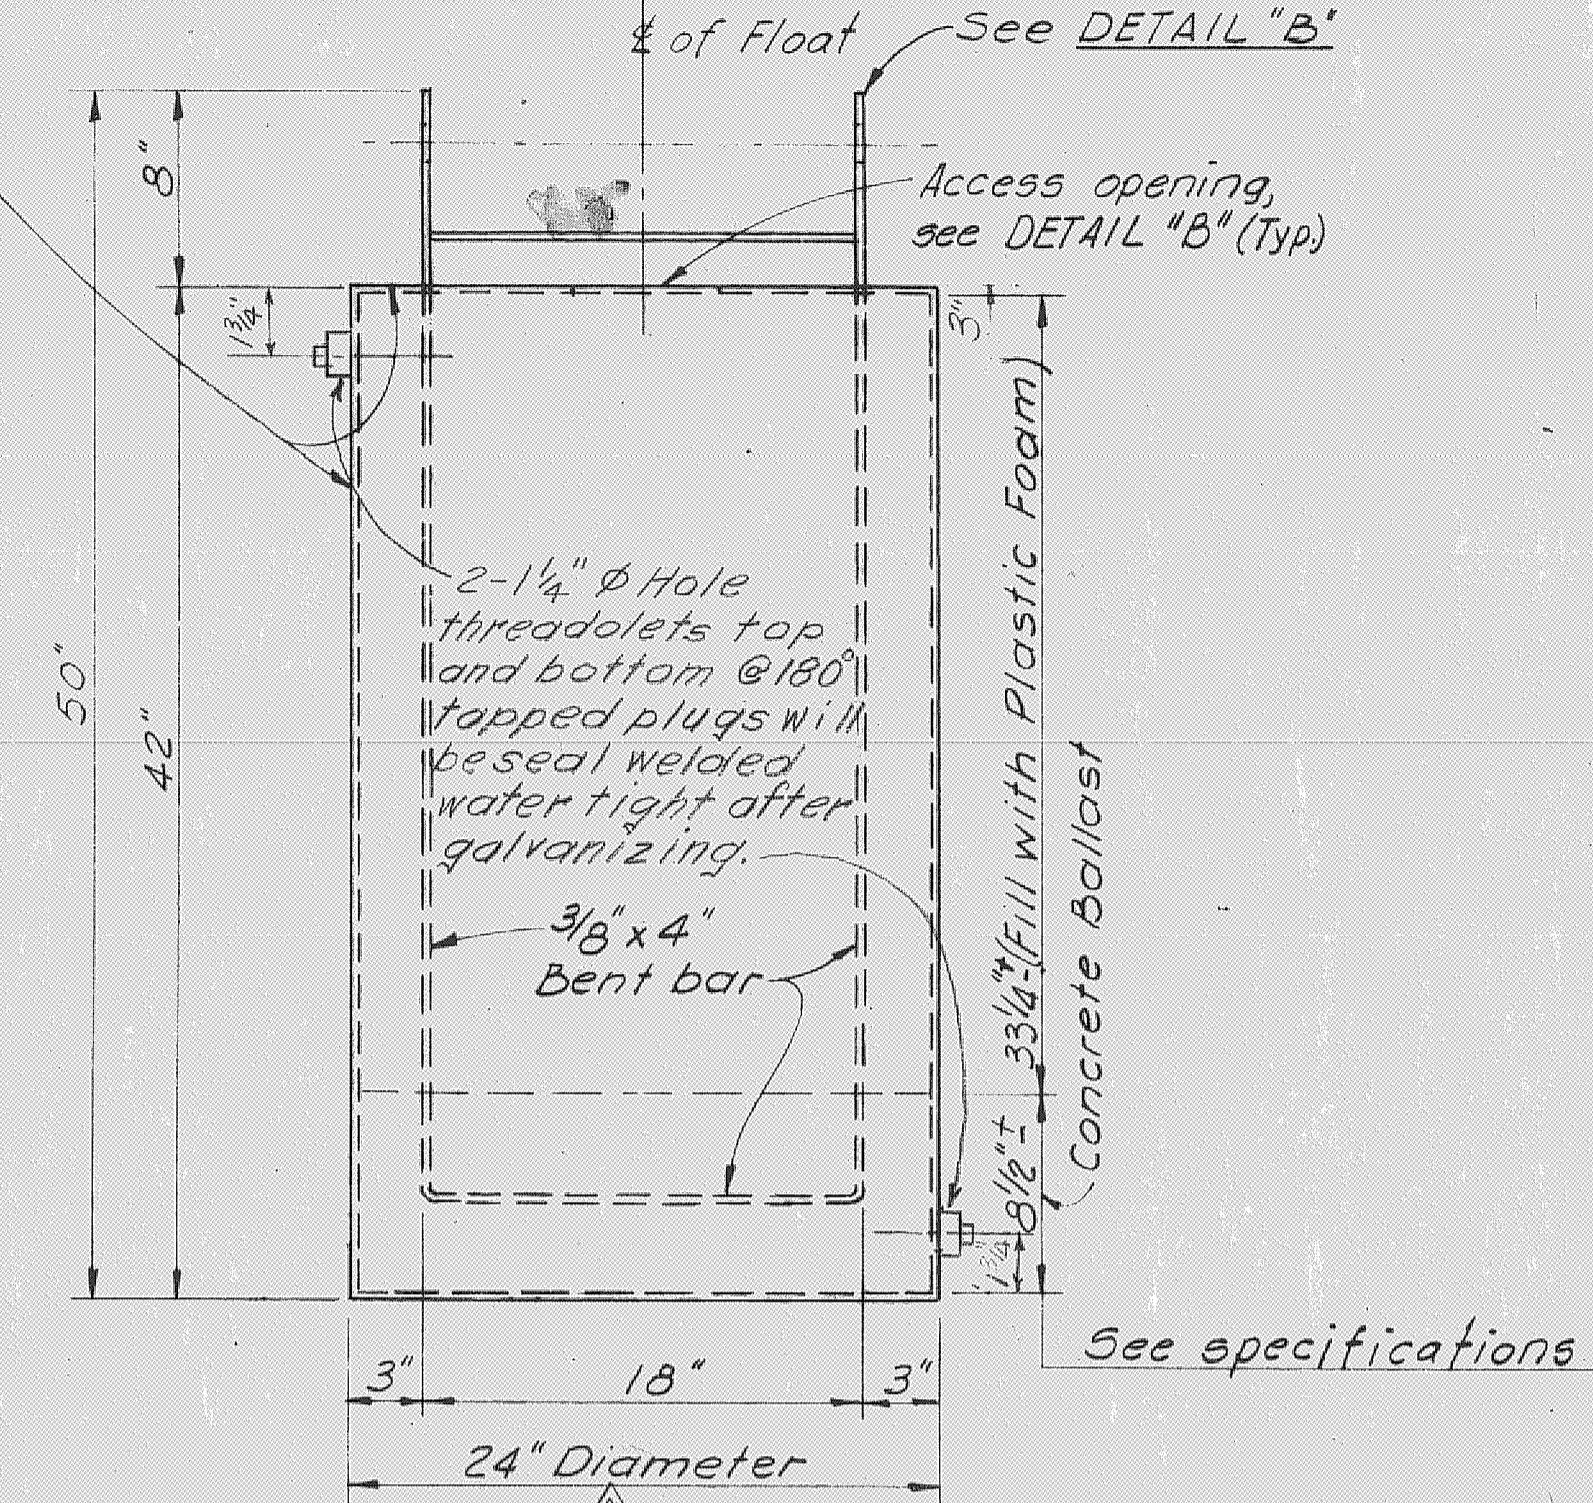 ℄ of Float
See DETAIL "B"
8"
Access opening,
see DETAIL "B" (Typ.)
1 3/4"
3"
50"
42"
2-1 1/4" Ø Hole
threadolets top
and bottom @ 180°
tapped plugs will
be seal welded
water tight after
galvanizing.
3/8" x 4"
Bent bar
33 1/4" ± (Fill with Plastic Foam)
8 1/2" ±
Concrete Ballast
1 3/4"
See specifications
3"
18"
3"
24" Diameter